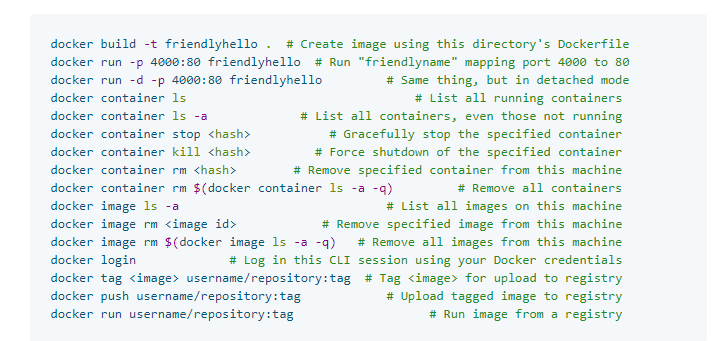 docker build -t friendlyhello .  # Create image using this directory's Dockerfile
docker run -p 4000:80 friendlyhello  # Run "friendlyname" mapping port 4000 to 80
docker run -d -p 4000:80 friendlyhello         # Same thing, but in detached mode
docker container ls                                # List all running containers
docker container ls -a             # List all containers, even those not running
docker container stop <hash>           # Gracefully stop the specified container
docker container kill <hash>         # Force shutdown of the specified container
docker container rm <hash>        # Remove specified container from this machine
docker container rm $(docker container ls -a -q)         # Remove all containers
docker image ls -a                             # List all images on this machine
docker image rm <image id>            # Remove specified image from this machine
docker image rm $(docker image ls -a -q)   # Remove all images from this machine
docker login             # Log in this CLI session using your Docker credentials
docker tag <image> username/repository:tag  # Tag <image> for upload to registry
docker push username/repository:tag            # Upload tagged image to registry
docker run username/repository:tag                   # Run image from a registry